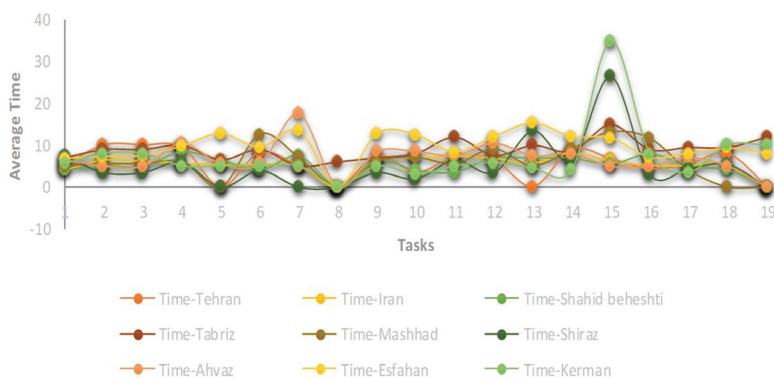 40
30
20
10
0
-10
Average Time
1 2 3 4 5 6 7 8 9 10 11 12 13 14 15 16 17 18 19
Tasks
Time-Tehran Time-Iran Time-Shahid beheshti
Time-Tabriz Time-Mashhad Time-Shiraz
Time-Ahvaz Time-Esfahan Time-Kerman